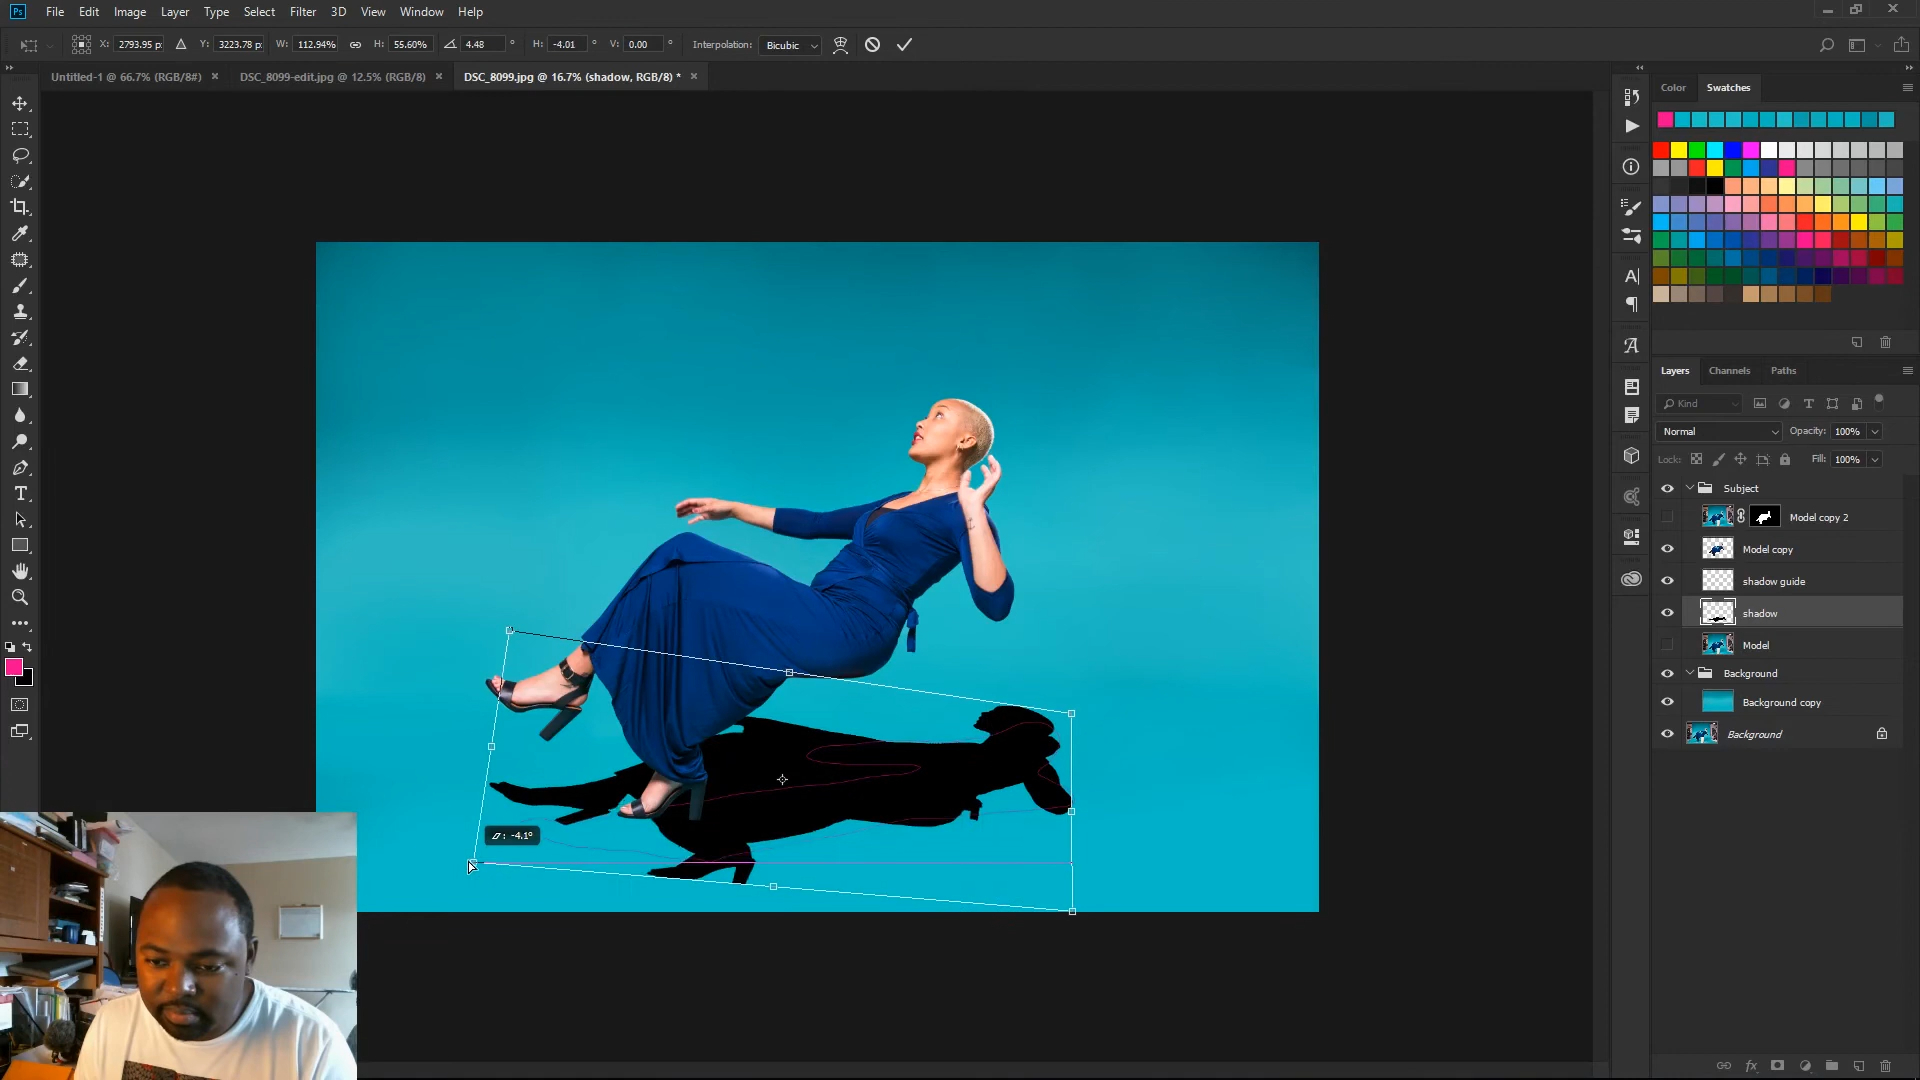 Ps File Edit Image Layer Type Select Filter 3D View Window Help
X: 2793.95 p: Y: 3223.78 p: W: 112.94% H: 55.60% 4.48 ° H: -4.01 ° V: 0.00 ° Interpolation: Bicubic
Untitled-1 @ 66.7% (RGB/8#) × DSC_8099-edit.jpg @ 12.5% (RGB/8) × DSC_8099.jpg @ 16.7% (shadow, RGB/8) * ×
Color Swatches
Layers Channels Paths
Kind
Normal Opacity: 100%
Lock: Fill: 100%
Subject
Model copy 2
Model copy
shadow guide
shadow
Model
Background
Background copy
Background
: -4.1°